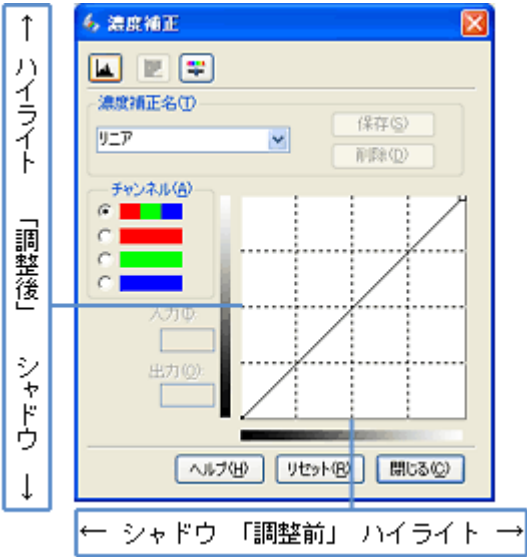 ↑ ハイライト 「調整後」 シャドウ ↓
濃度補正
濃度補正名(T)
リニア
保存(S)
削除(D)
チャンネル(A)
入力(I):
出力(O):
ヘルプ(H)
リセット(R)
閉じる(C)
← シャドウ 「調整前」 ハイライト →